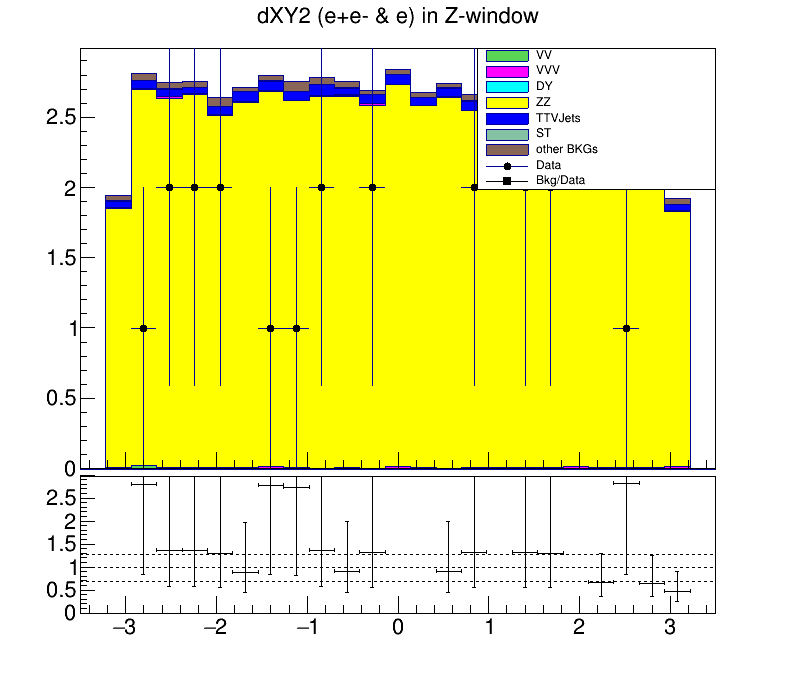 dXY2 (e+e- & e) in Z-window
VV
VVV
DY
ZZ
TTVJets
ST
other BKGs
Data
Bkg/Data
2.5
2
1.5
1
0.5
0
2.5
2
1.5
1
0.5
0
−3 −2 −1 0 1 2 3